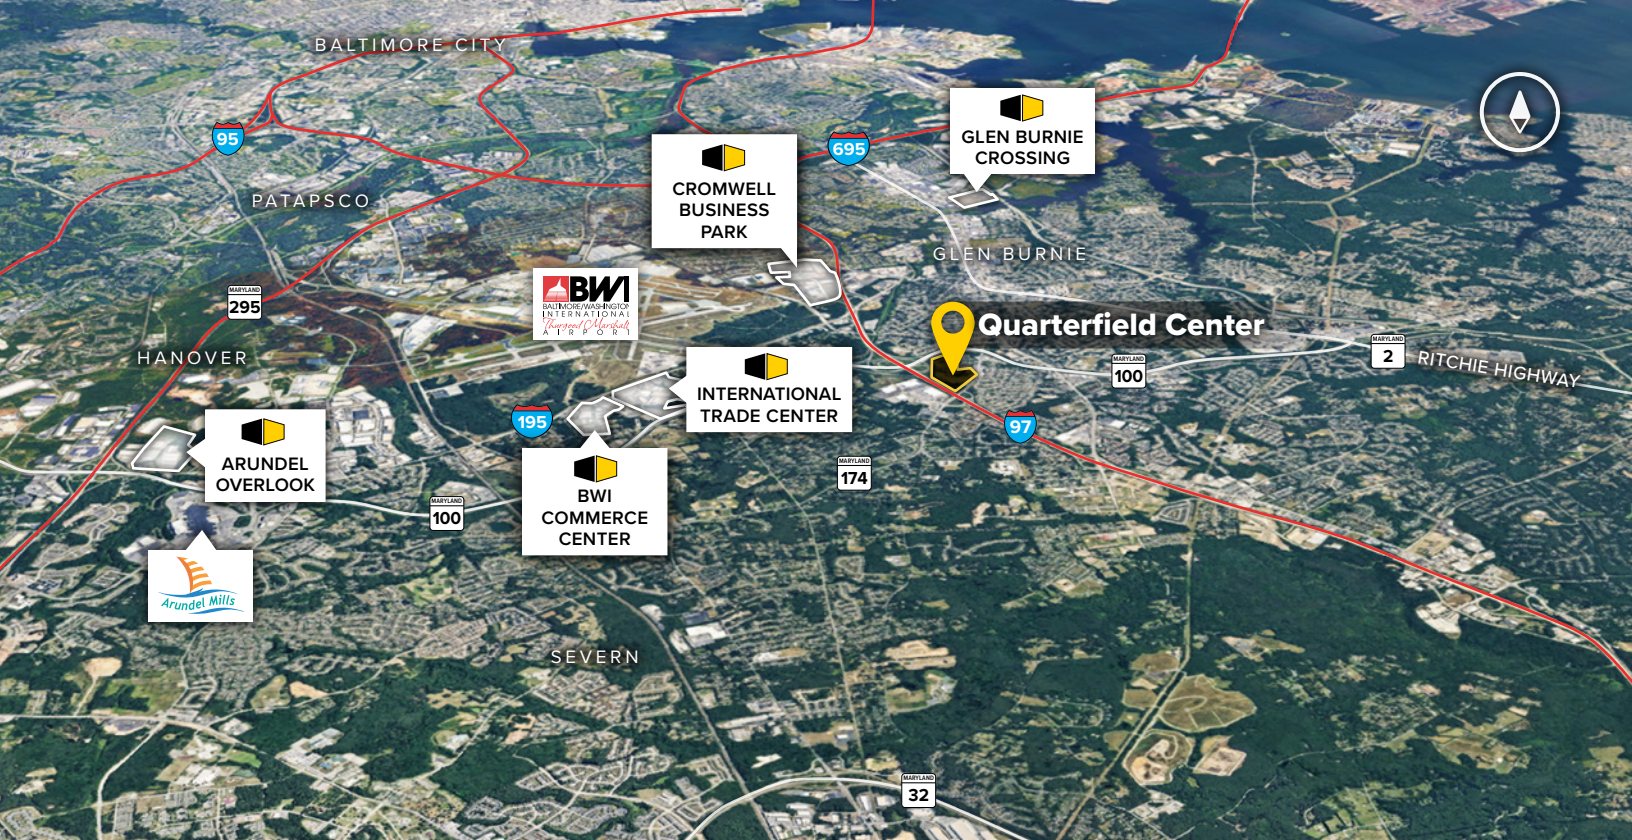 BALTIMORE CITY
95
695
GLEN BURNIE
CROSSING
CROMWELL
BUSINESS
PARK
PATAPSCO
GLEN BURNIE
BWI
BALTIMORE/WASHINGTON
INTERNATIONAL
Thurgood Marshall
AIRPORT
MARYLAND
295
Quarterfield Center
HANOVER
MARYLAND
2
RITCHIE HIGHWAY
MARYLAND
100
INTERNATIONAL
TRADE CENTER
195
97
ARUNDEL
OVERLOOK
MARYLAND
174
MARYLAND
100
BWI
COMMERCE
CENTER
Arundel Mills
SEVERN
MARYLAND
32